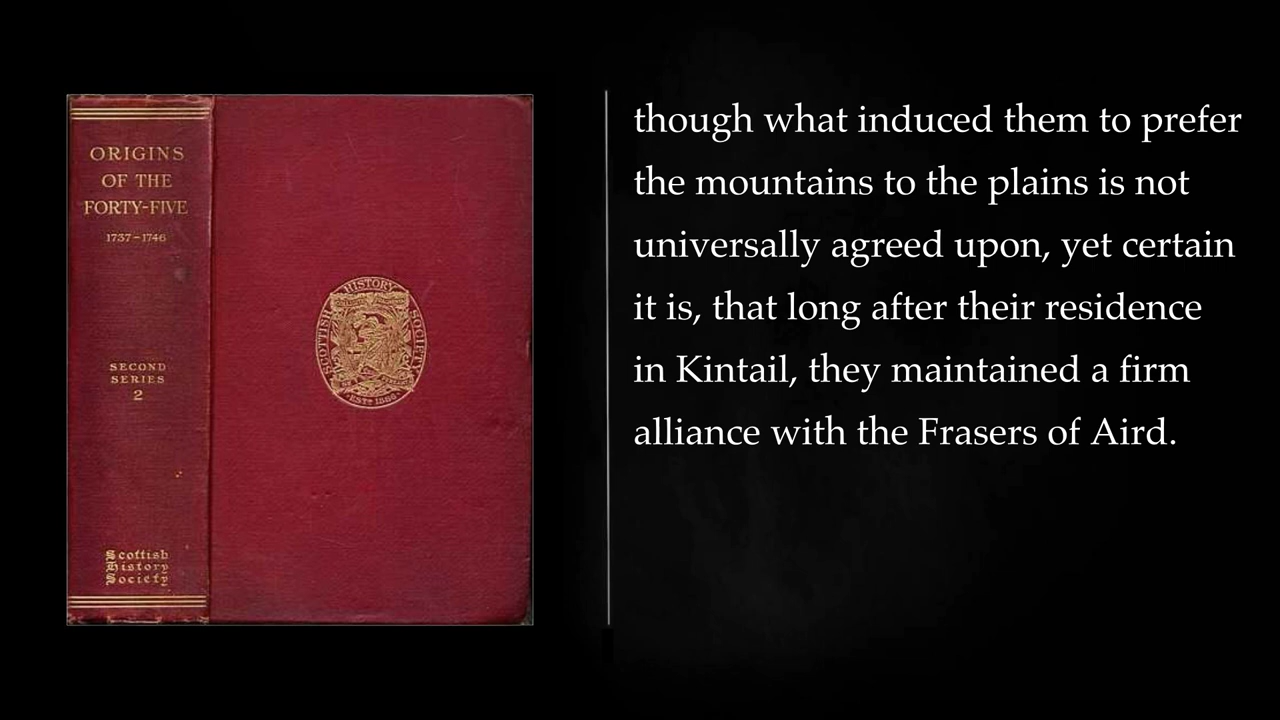 ORIGINS
OF THE
FORTY-FIVE
1737-1746
SECOND
SERIES
2
Scottish
History
Society
SCOTTISH HISTORY SOCIETY
though what induced them to prefer
the mountains to the plains is not
universally agreed upon, yet certain
it is, that long after their residence
in Kintail, they maintained a firm
alliance with the Frasers of Aird.